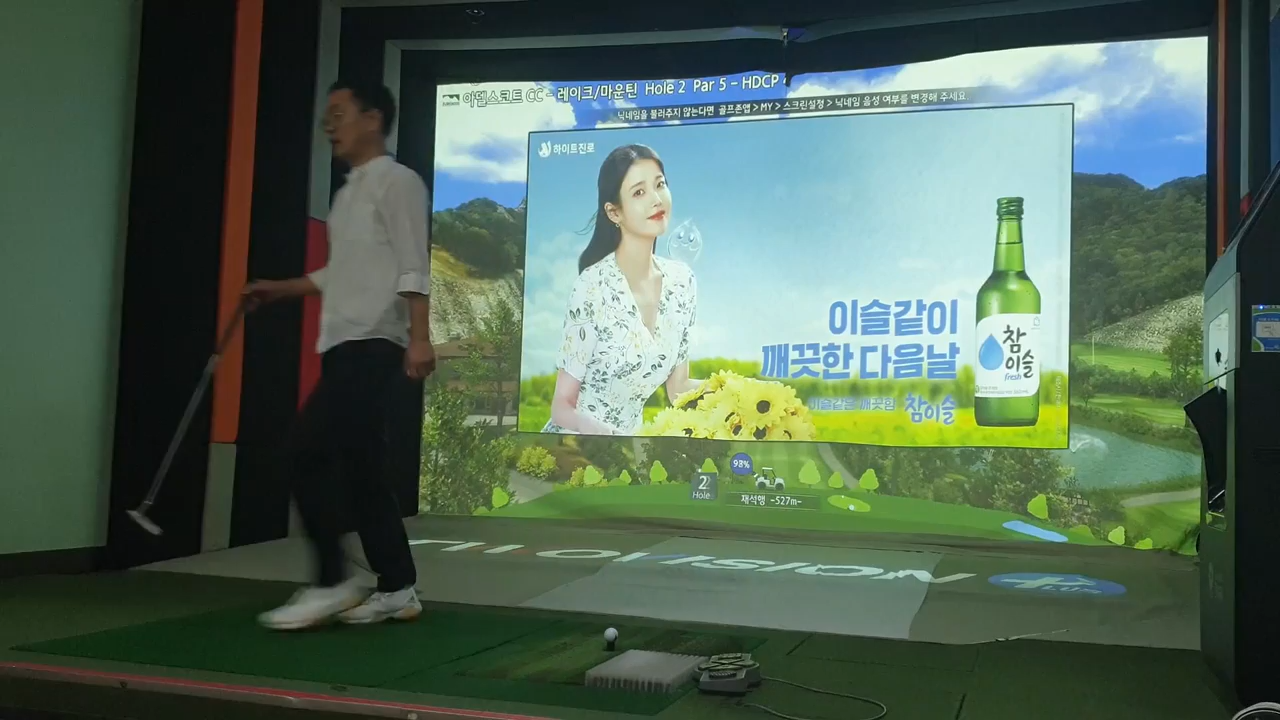 아델스코트 CC - 레이크/마운틴 Hole 2 Par 5 - HDCP
닉네임을 불러주지 않는다면 골프존앱 > MY > 스크린설정 > 닉네임 음성 여부를 변경해 주세요.
하이트진로
이슬같이
깨끗한 다음날
이슬같은 깨끗함 참이슬
참
이슬
fresh
98%
2
Hole
재석행 -527m-
VISION
PLUS